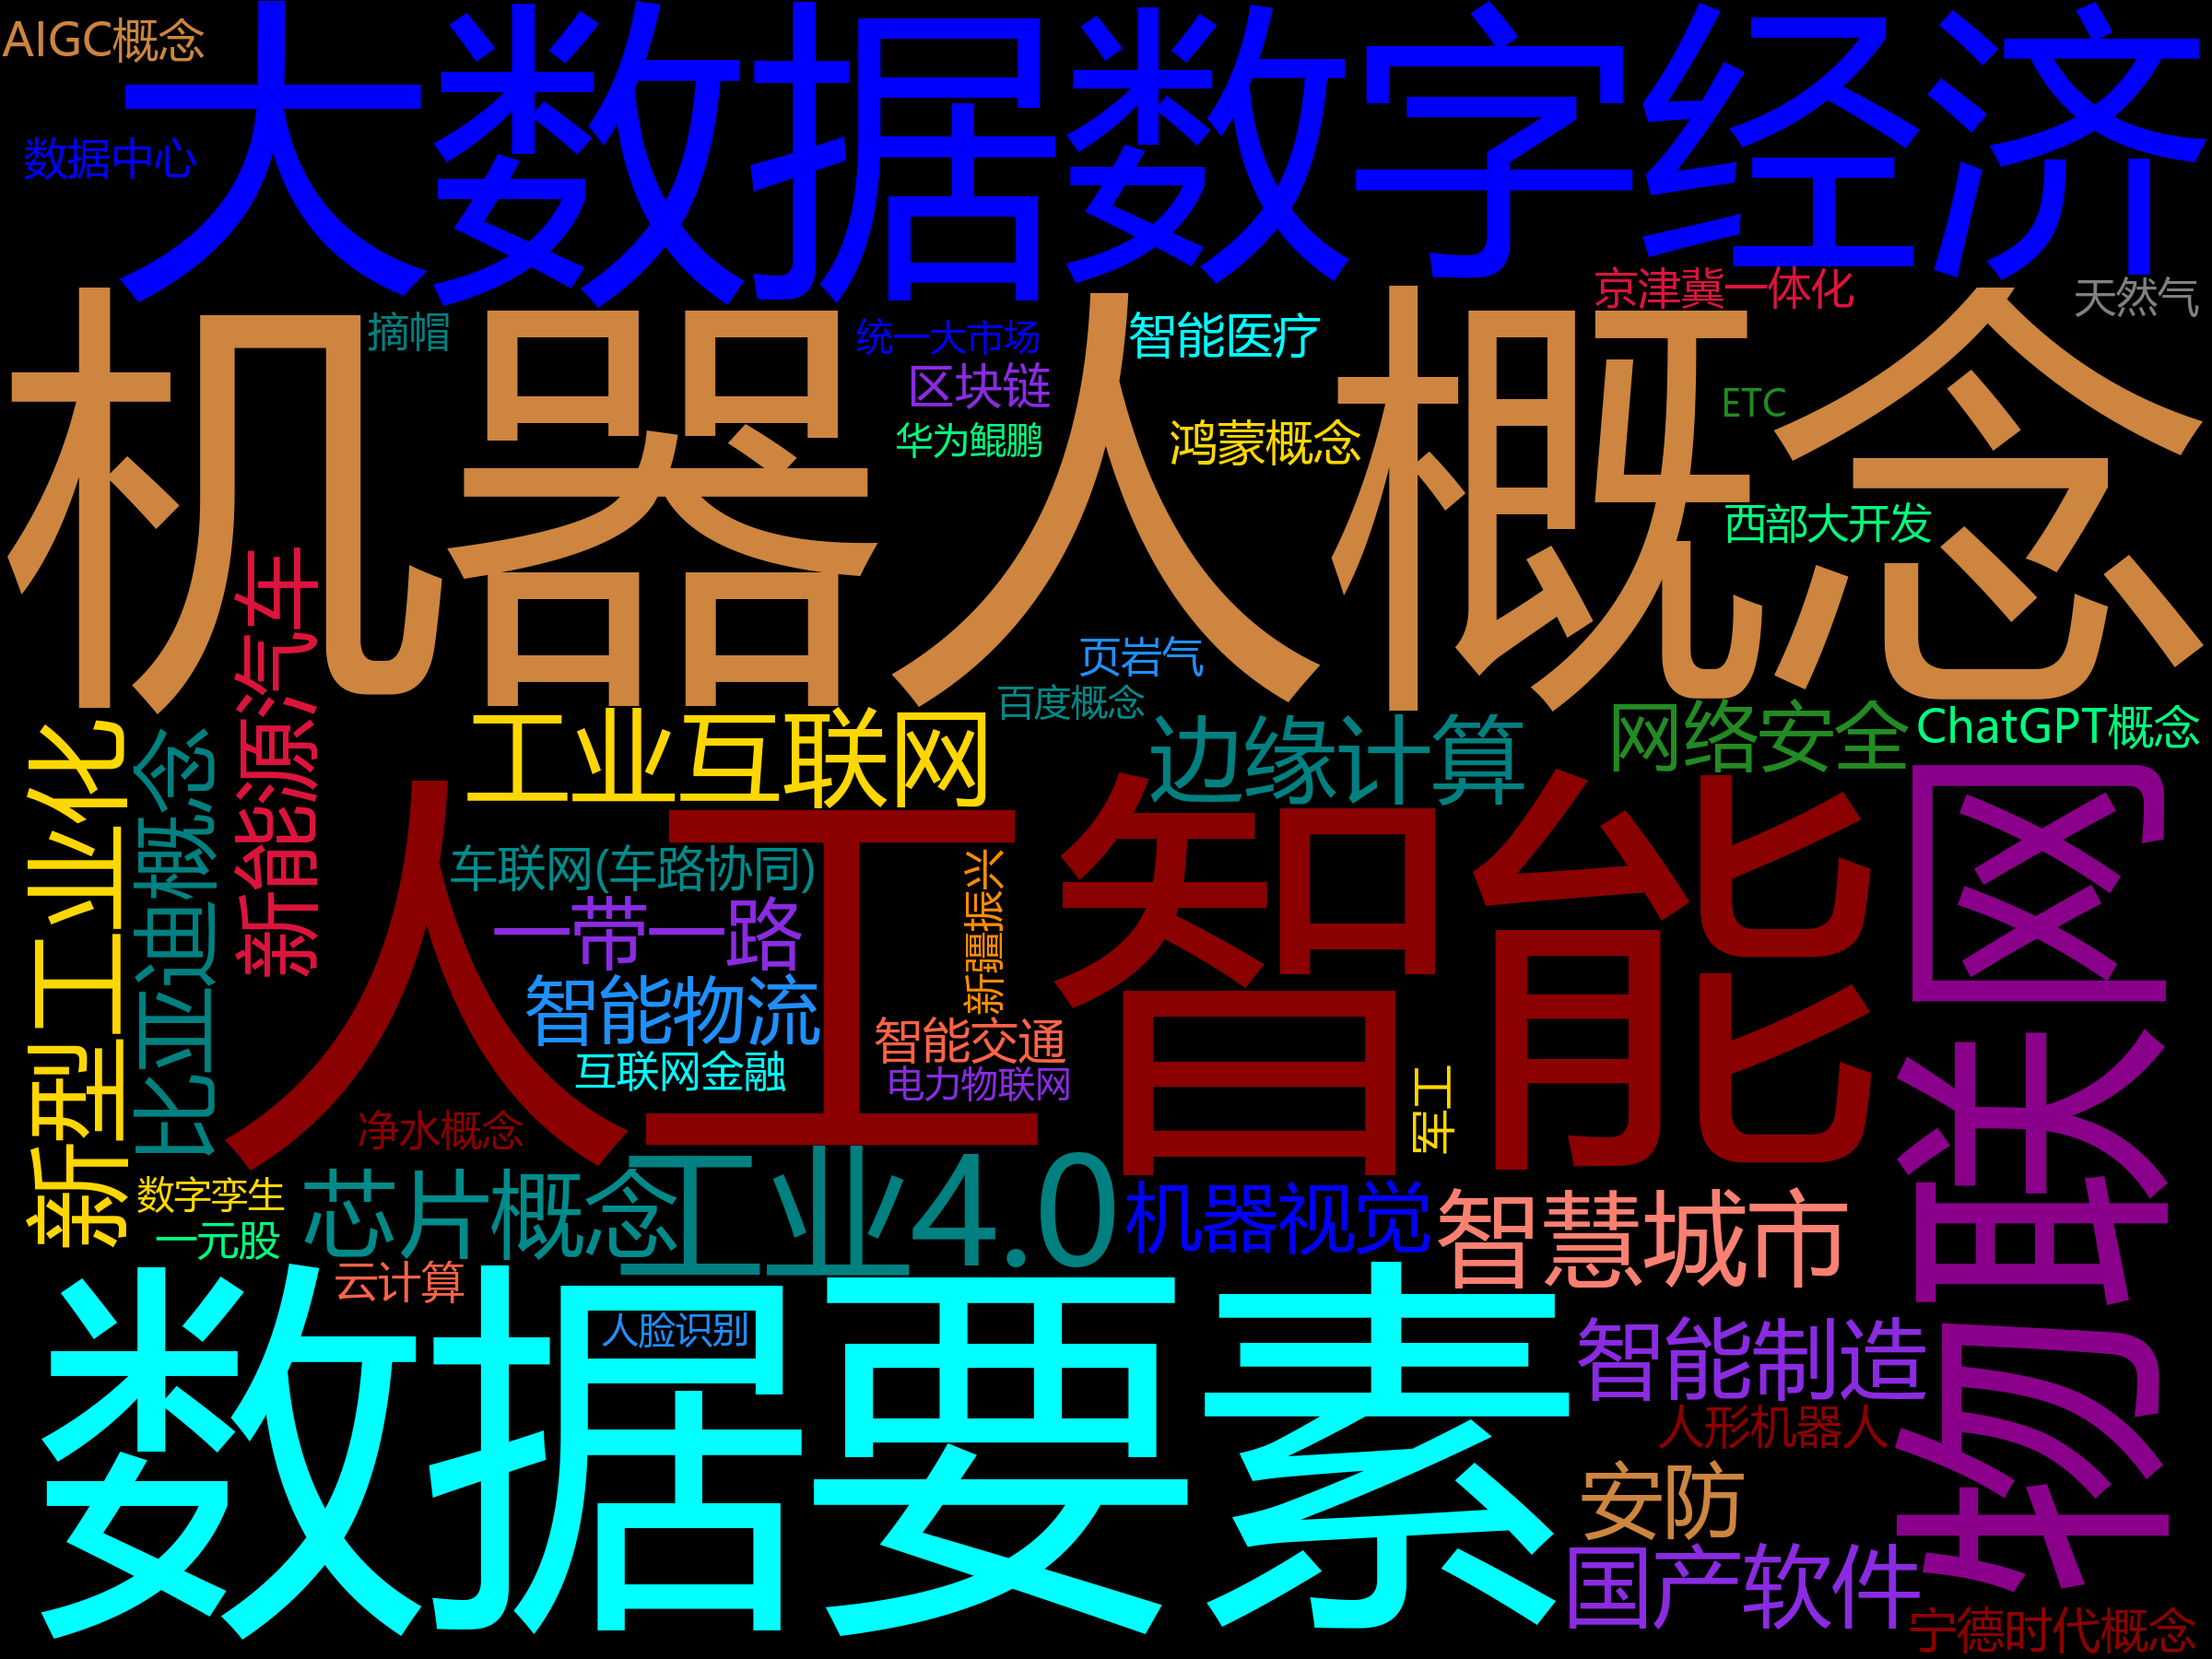 AIGC概念
大数据
数字经济
数据中心
京津冀一体化
天然气
机器人概念
摘帽
统一大市场
智能医疗
区块链
ETC
华为鲲鹏
鸿蒙概念
西部大开发
新能源汽车
页岩气
百度概念
工业互联网
边缘计算
网络安全
ChatGPT概念
新型工业化
比亚迪概念
人工智能
物联网
车联网(车路协同)
新疆振兴
一带一路
智能物流
智能交通
互联网金融
电力物联网
军工
净水概念
数字孪生
芯片概念
工业4.0
机器视觉
智慧城市
一元股
云计算
数据要素
人脸识别
智能制造
人形机器人
安防
国产软件
宁德时代概念